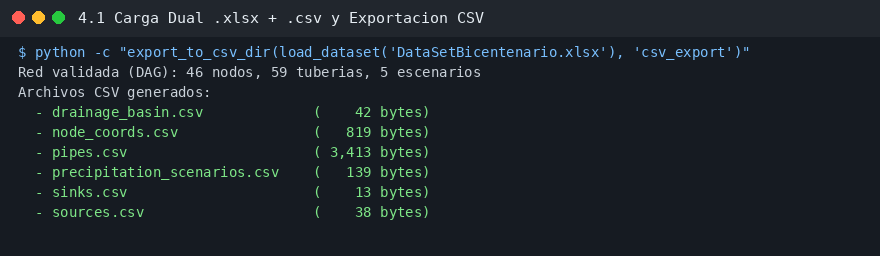 4.1 Carga Dual .xlsx + .csv y Exportacion CSV
$ python -c "export_to_csv_dir(load_dataset('DataSetBicentenario.xlsx'), 'csv_export')"
Red validada (DAG): 46 nodos, 59 tuberias, 5 escenarios
Archivos CSV generados:
  - drainage_basin.csv             (    42 bytes)
  - node_coords.csv                (   819 bytes)
  - pipes.csv                      ( 3,413 bytes)
  - precipitation_scenarios.csv    (   139 bytes)
  - sinks.csv                      (    13 bytes)
  - sources.csv                    (    38 bytes)